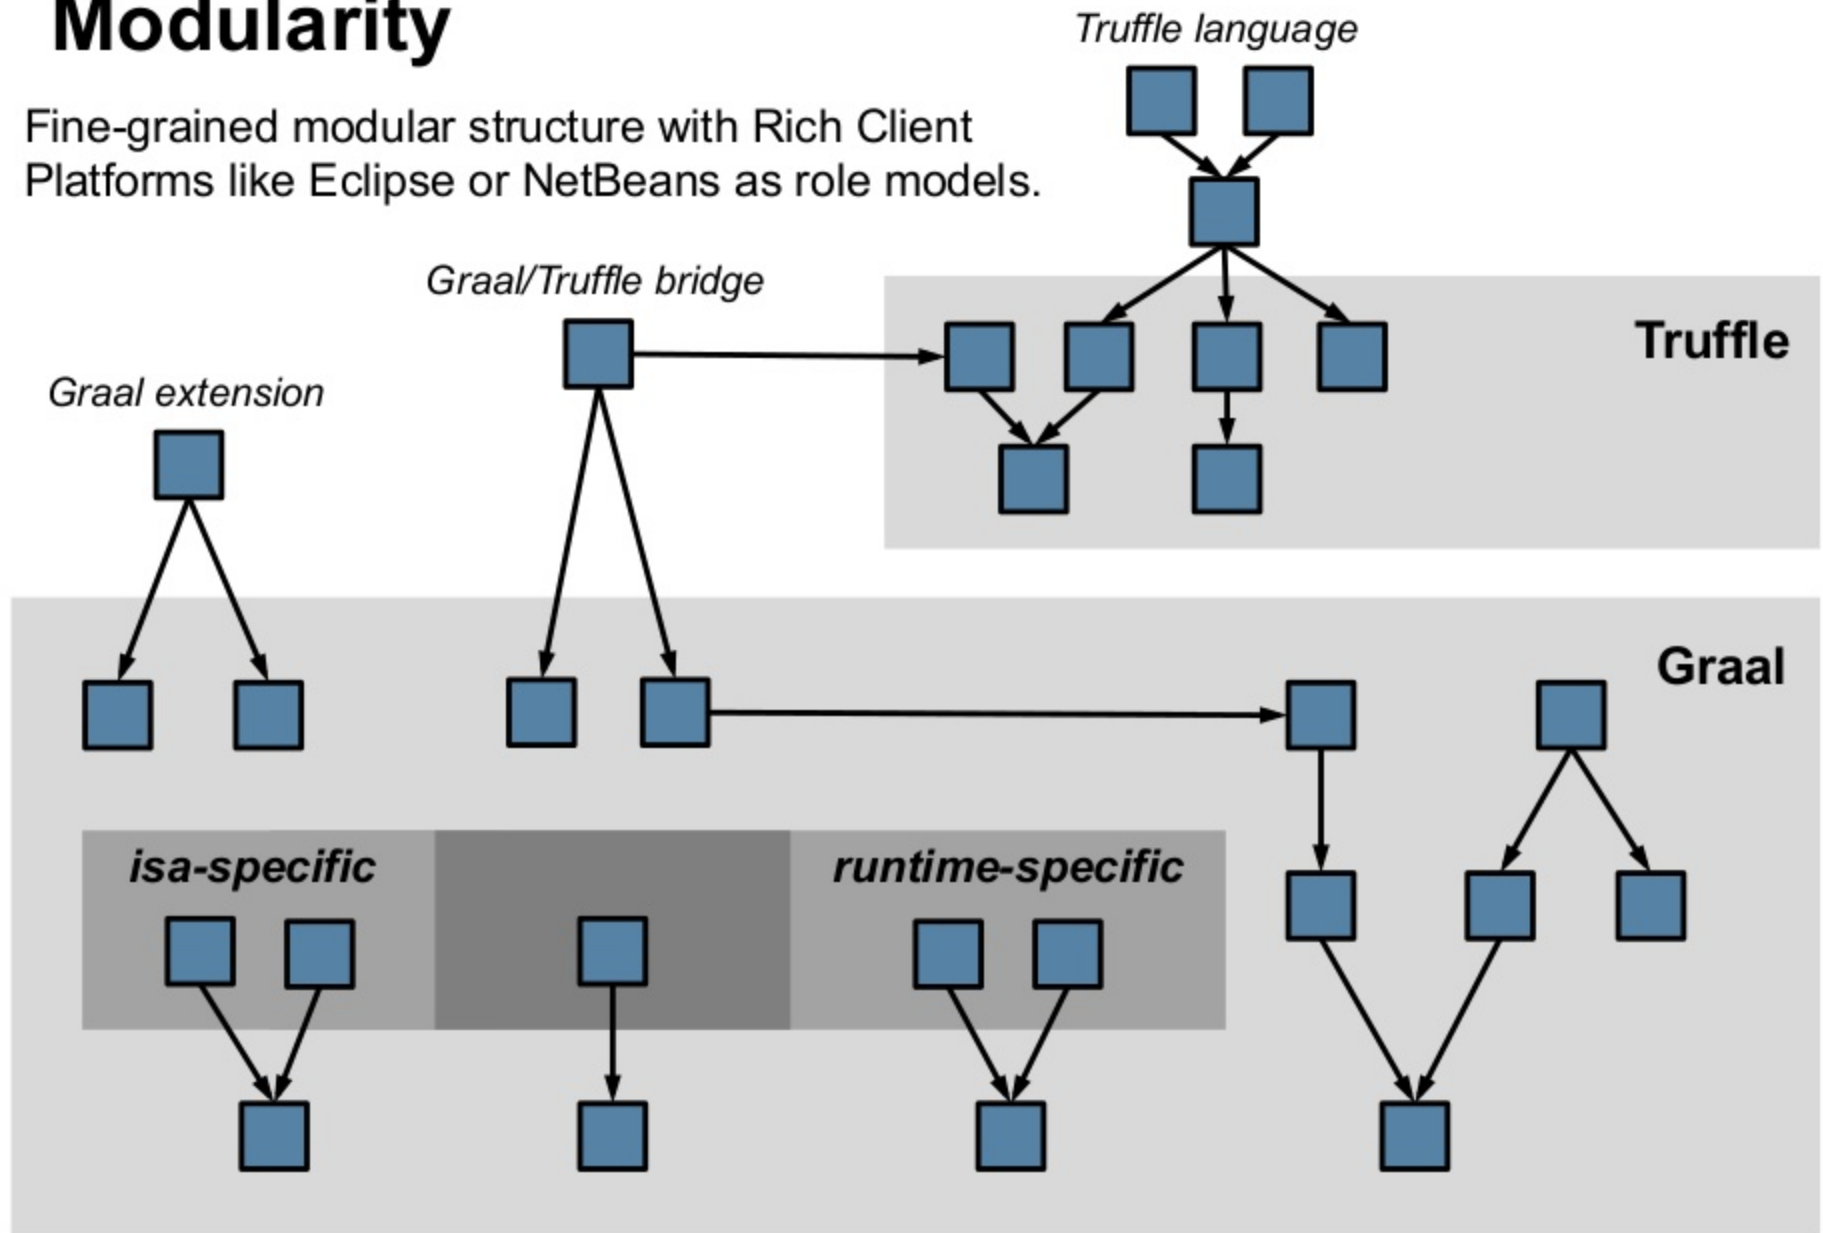 Modularity
Fine-grained modular structure with Rich Client
Platforms like Eclipse or NetBeans as role models.
Truffle language
Graal/Truffle bridge
Truffle
Graal extension
Graal
isa-specific
runtime-specific